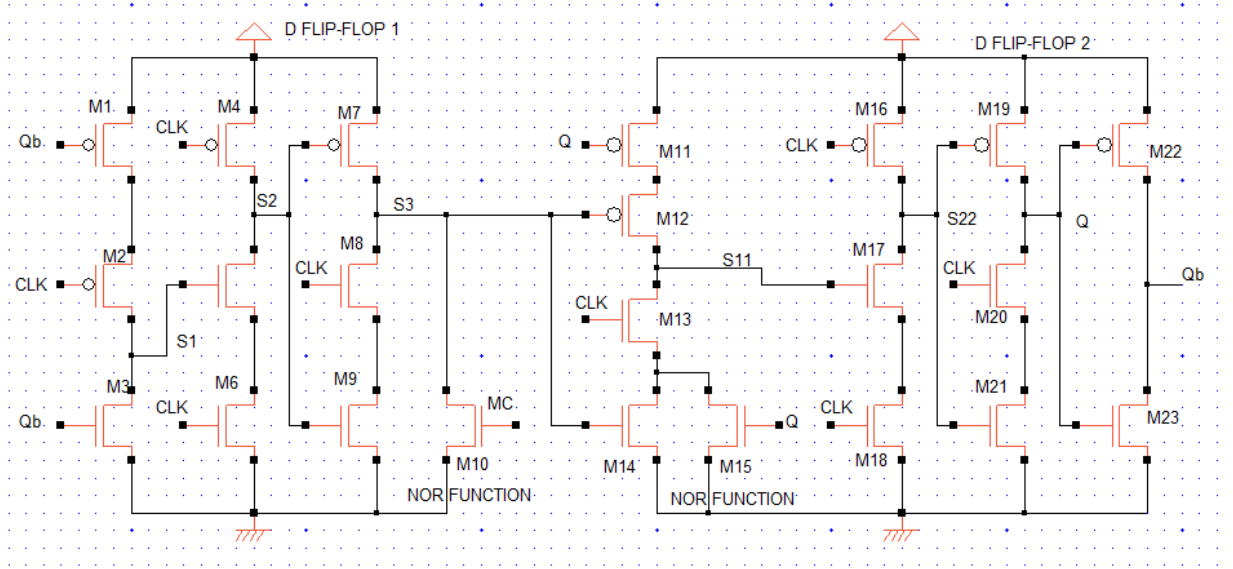 D FLIP-FLOP 1
D FLIP-FLOP 2
M1
M4
M7
M16
M19
Qb
CLK
Q
M11
CLK
M22
S2
S3
M12
S22
Q
M2
M8
M17
CLK
CLK
S11
CLK
Qb
S1
CLK
M13
M20
M3
M6
M9
MC
M21
Qb
CLK
Q
CLK
M23
M10
M14
M15
M18
NOR FUNCTION
NOR FUNCTION